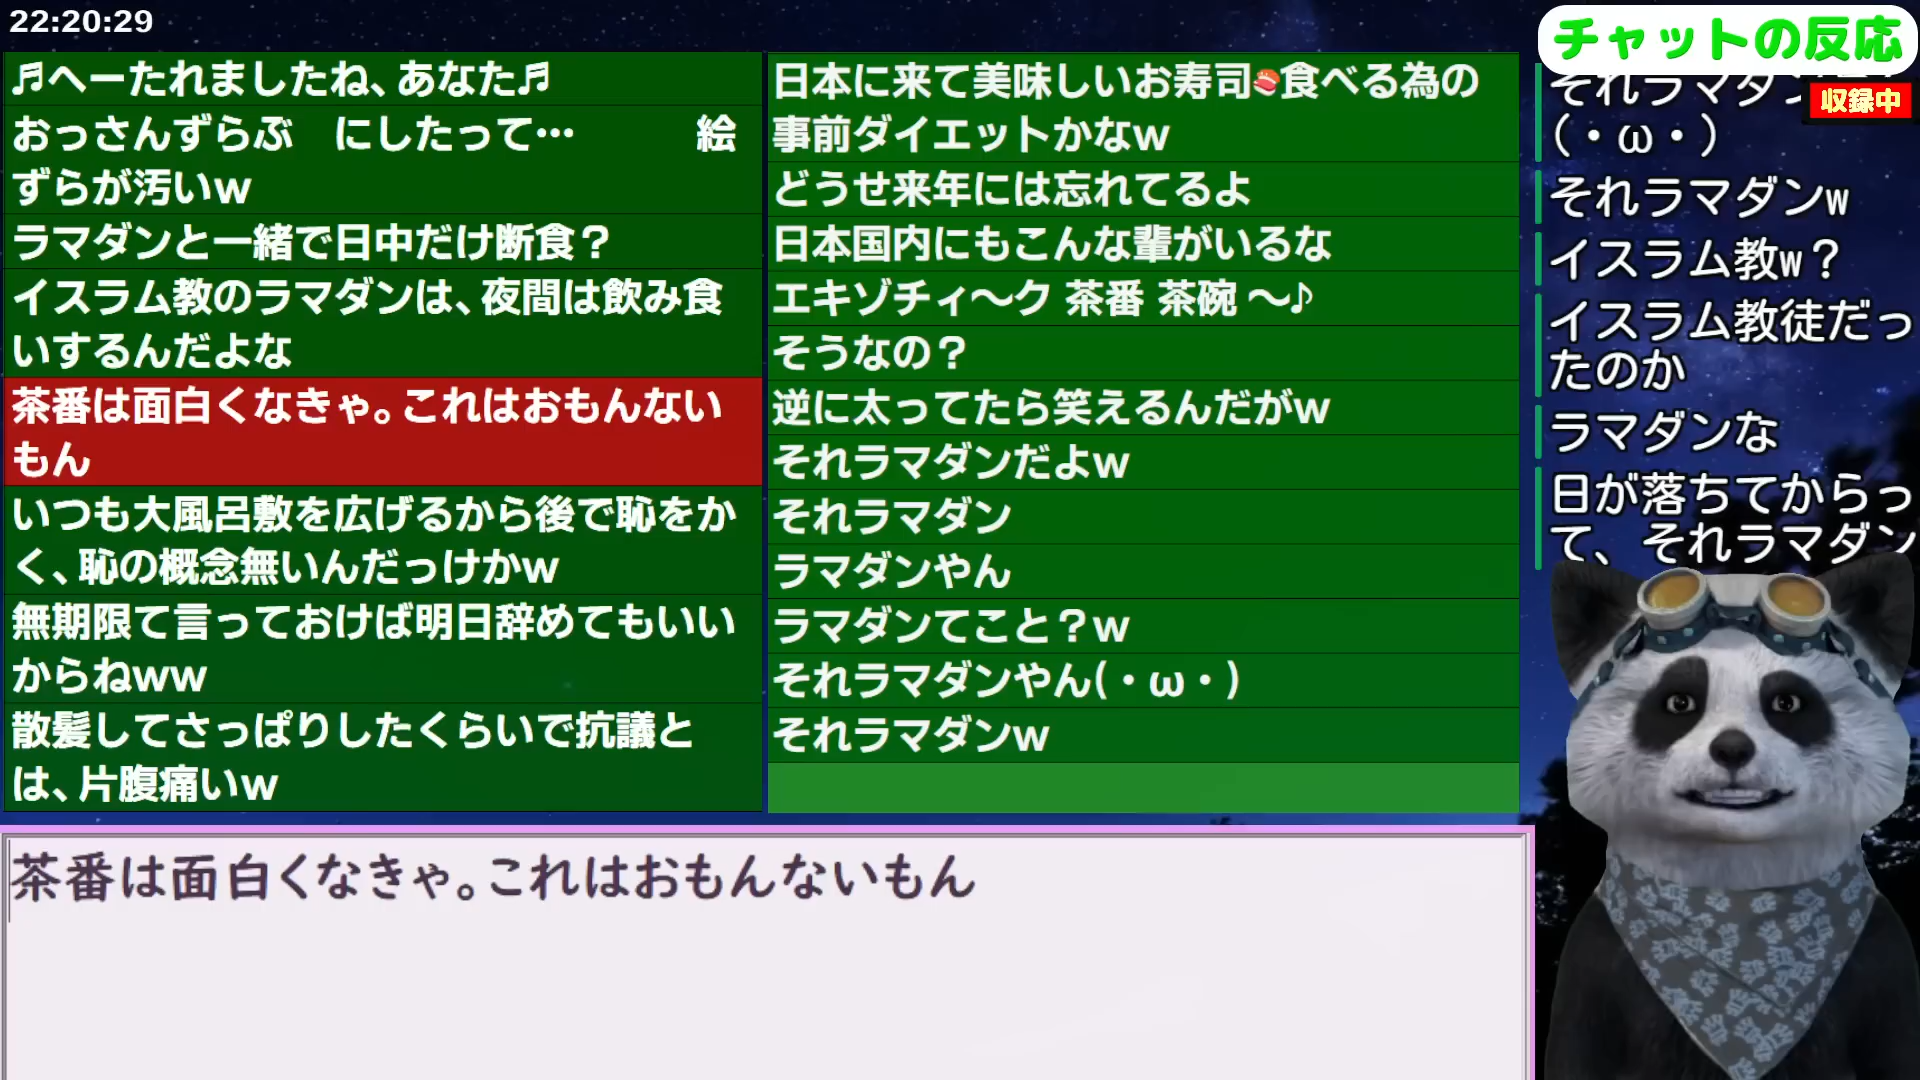 22:20:29
♬へーたれましたね、あなた♬
おっさんずらぶ　にしたって…　　　絵
ずらが汚いw
ラマダンと一緒で日中だけ断食？
イスラム教のラマダンは、夜間は飲み食
いするんだよな
茶番は面白くなきゃ。これはおもんない
もん
いつも大風呂敷を広げるから後で恥をか
く、恥の概念無いんだっけかw
無期限て言っておけば明日辞めてもいい
からねww
散髪してさっぱりしたくらいで抗議と
は、片腹痛いw
日本に来て美味しいお寿司🍣食べる為の
事前ダイエットかなw
どうせ来年には忘れてるよ
日本国内にもこんな輩がいるな
エキゾチィ～ク 茶番 茶碗 ～♪
そうなの？
逆に太ってたら笑えるんだがw
それラマダンだよw
それラマダン
ラマダンやん
ラマダンてこと？w
それラマダンやん(・ω・)
それラマダンw
チャットの反応
収録中
それラマダン
(・ω・)
それラマダンw
イスラム教w？
イスラム教徒だっ
たのか
ラマダンな
日が落ちてからっ
て、それラマダン
茶番は面白くなきゃ。これはおもんないもん